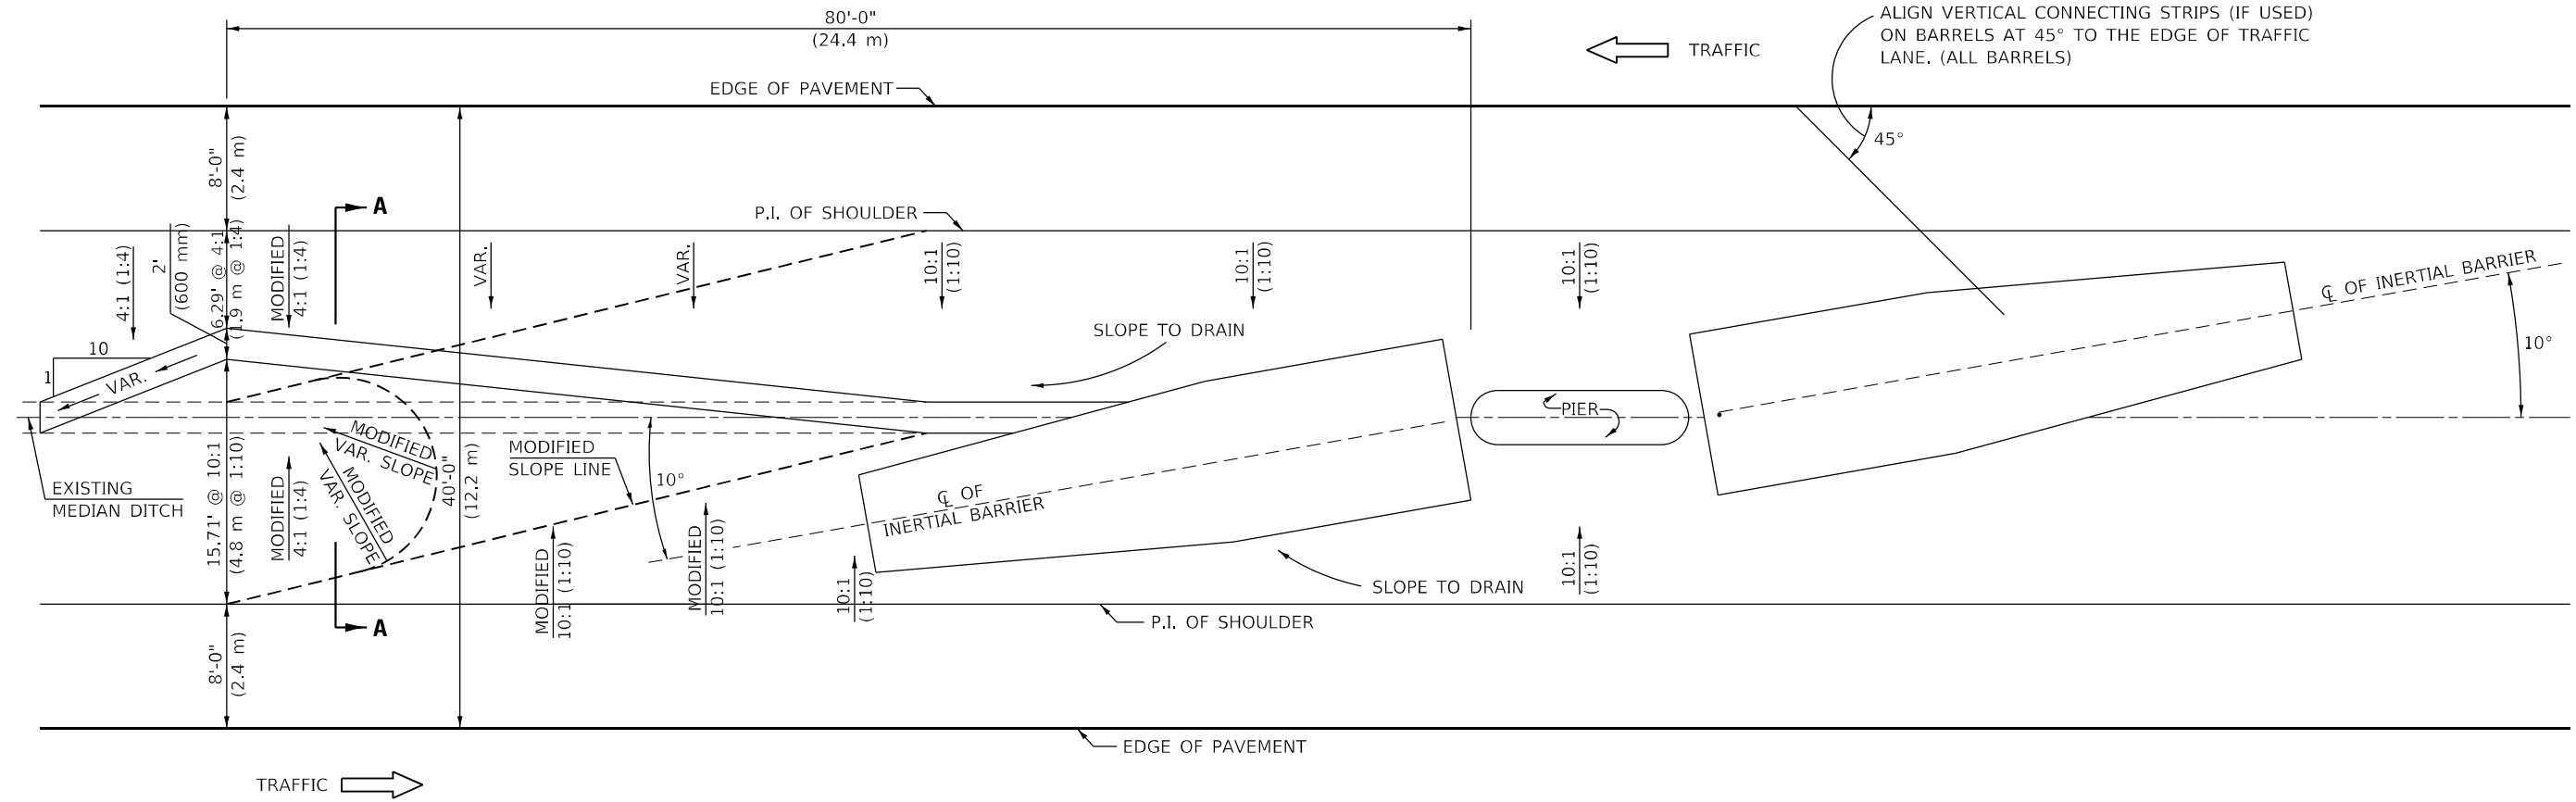 80'-0"
(24.4 m)
TRAFFIC
ALIGN VERTICAL CONNECTING STRIPS (IF USED)
ON BARRELS AT 45° TO THE EDGE OF TRAFFIC
LANE. (ALL BARRELS)
EDGE OF PAVEMENT
45°
8'-0"
(2.4 m)
A
P.I. OF SHOULDER
4:1 (1:4)
2'
(600 mm)
6.29' @ 4:1
(1.9 m @ 1:4)
MODIFIED
4:1 (1:4)
VAR.
VAR.
10:1
(1:10)
10:1
(1:10)
10:1
(1:10)
℄ OF INERTIAL BARRIER
10°
SLOPE TO DRAIN
10
1
VAR.
PIER
MODIFIED
VAR. SLOPE
MODIFIED
VAR. SLOPE
MODIFIED
SLOPE LINE
10°
EXISTING
MEDIAN DITCH
15.71' @ 10:1
(4.8 m @ 1:10)
MODIFIED
4:1 (1:4)
40'-0"
(12.2 m)
℄ OF
INERTIAL BARRIER
MODIFIED
10:1 (1:10)
MODIFIED
10:1 (1:10)
10:1
(1:10)
10:1
(1:10)
SLOPE TO DRAIN
A
P.I. OF SHOULDER
8'-0"
(2.4 m)
EDGE OF PAVEMENT
TRAFFIC